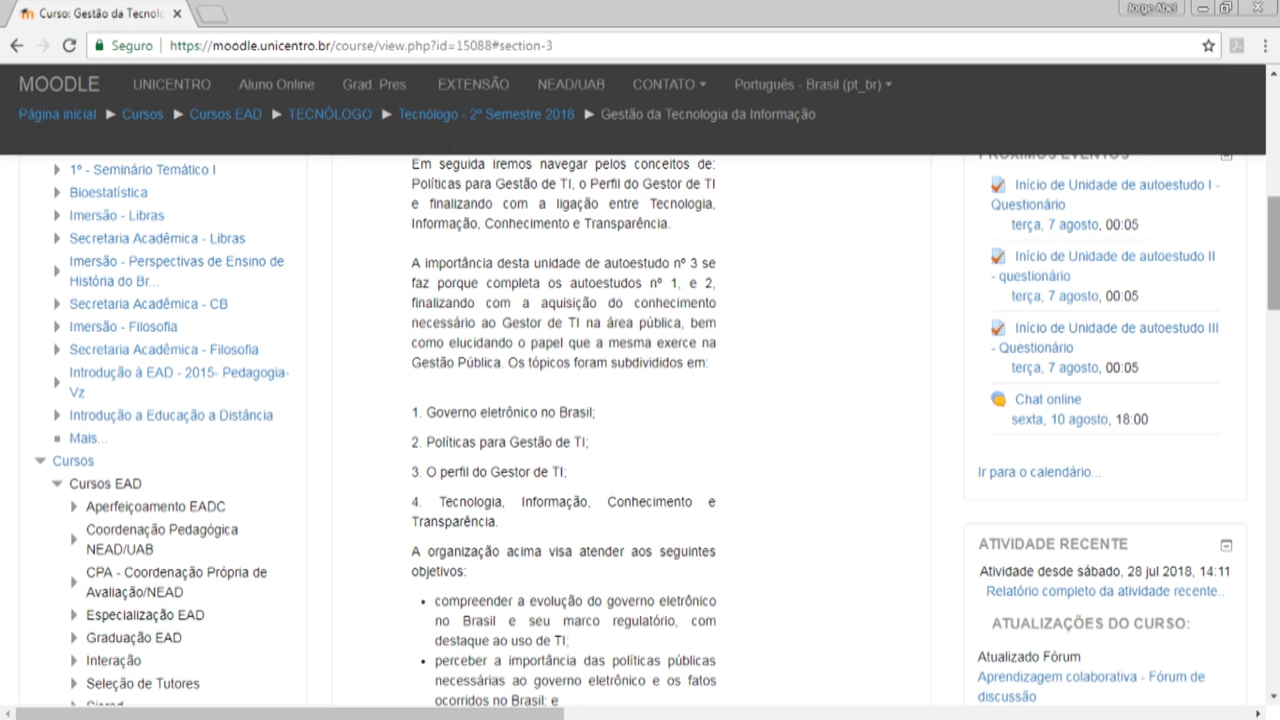 Curso: Gestão da Tecnolo
Jorge Abel
Seguro
https://moodle.unicentro.br/course/view.php?id=15088#section-3
MOODLE UNICENTRO Aluno Online Grad. Pres. EXTENSÃO NEAD/UAB CONTATO Português - Brasil (pt_br)
Página inicial ► Cursos ► Cursos EAD ► TECNÓLOGO ► Tecnólogo - 2º Semestre 2018 ► Gestão da Tecnologia da Informação
1º - Seminário Temático I
Bioestatística
Imersão - Libras
Secretaria Acadêmica - Libras
Imersão - Perspectivas de Ensino de
História do Br...
Secretaria Acadêmica - CB
Imersão - Filosofia
Secretaria Acadêmica - Filosofia
Introdução à EAD - 2015- Pedagogia-
Vz
Introdução a Educação a Distância
Mais...
Cursos
Cursos EAD
Aperfeiçoamento EADC
Coordenação Pedagógica
NEAD/UAB
CPA - Coordenação Própria de
Avaliação/NEAD
Especialização EAD
Graduação EAD
Interação
Seleção de Tutores
Em seguida iremos navegar pelos conceitos de:
Políticas para Gestão de TI, o Perfil do Gestor de TI
e finalizando com a ligação entre Tecnologia,
Informação, Conhecimento e Transparência.
A importância desta unidade de autoestudo nº 3 se
faz porque completa os autoestudos nº 1, e 2,
finalizando com a aquisição do conhecimento
necessário ao Gestor de TI na área pública, bem
como elucidando o papel que a mesma exerce na
Gestão Pública. Os tópicos foram subdivididos em:
1. Governo eletrônico no Brasil;
2. Políticas para Gestão de TI;
3. O perfil do Gestor de TI;
4. Tecnologia, Informação, Conhecimento e
Transparência.
A organização acima visa atender aos seguintes
objetivos:
• compreender a evolução do governo eletrônico
no Brasil e seu marco regulatório, com
destaque ao uso de TI;
• perceber a importância das políticas públicas
necessárias ao governo eletrônico e os fatos
ocorridos no Brasil; e
PRÓXIMOS EVENTOS
Início de Unidade de autoestudo I -
Questionário
terça, 7 agosto, 00:05
Início de Unidade de autoestudo II
- questionário
terça, 7 agosto, 00:05
Início de Unidade de autoestudo III
- Questionário
terça, 7 agosto, 00:05
Chat online
sexta, 10 agosto, 18:00
Ir para o calendário...
ATIVIDADE RECENTE
Atividade desde sábado, 28 jul 2018, 14:11
Relatório completo da atividade recente..
ATUALIZAÇÕES DO CURSO:
Atualizado Fórum
Aprendizagem colaborativa - Fórum de
discussão